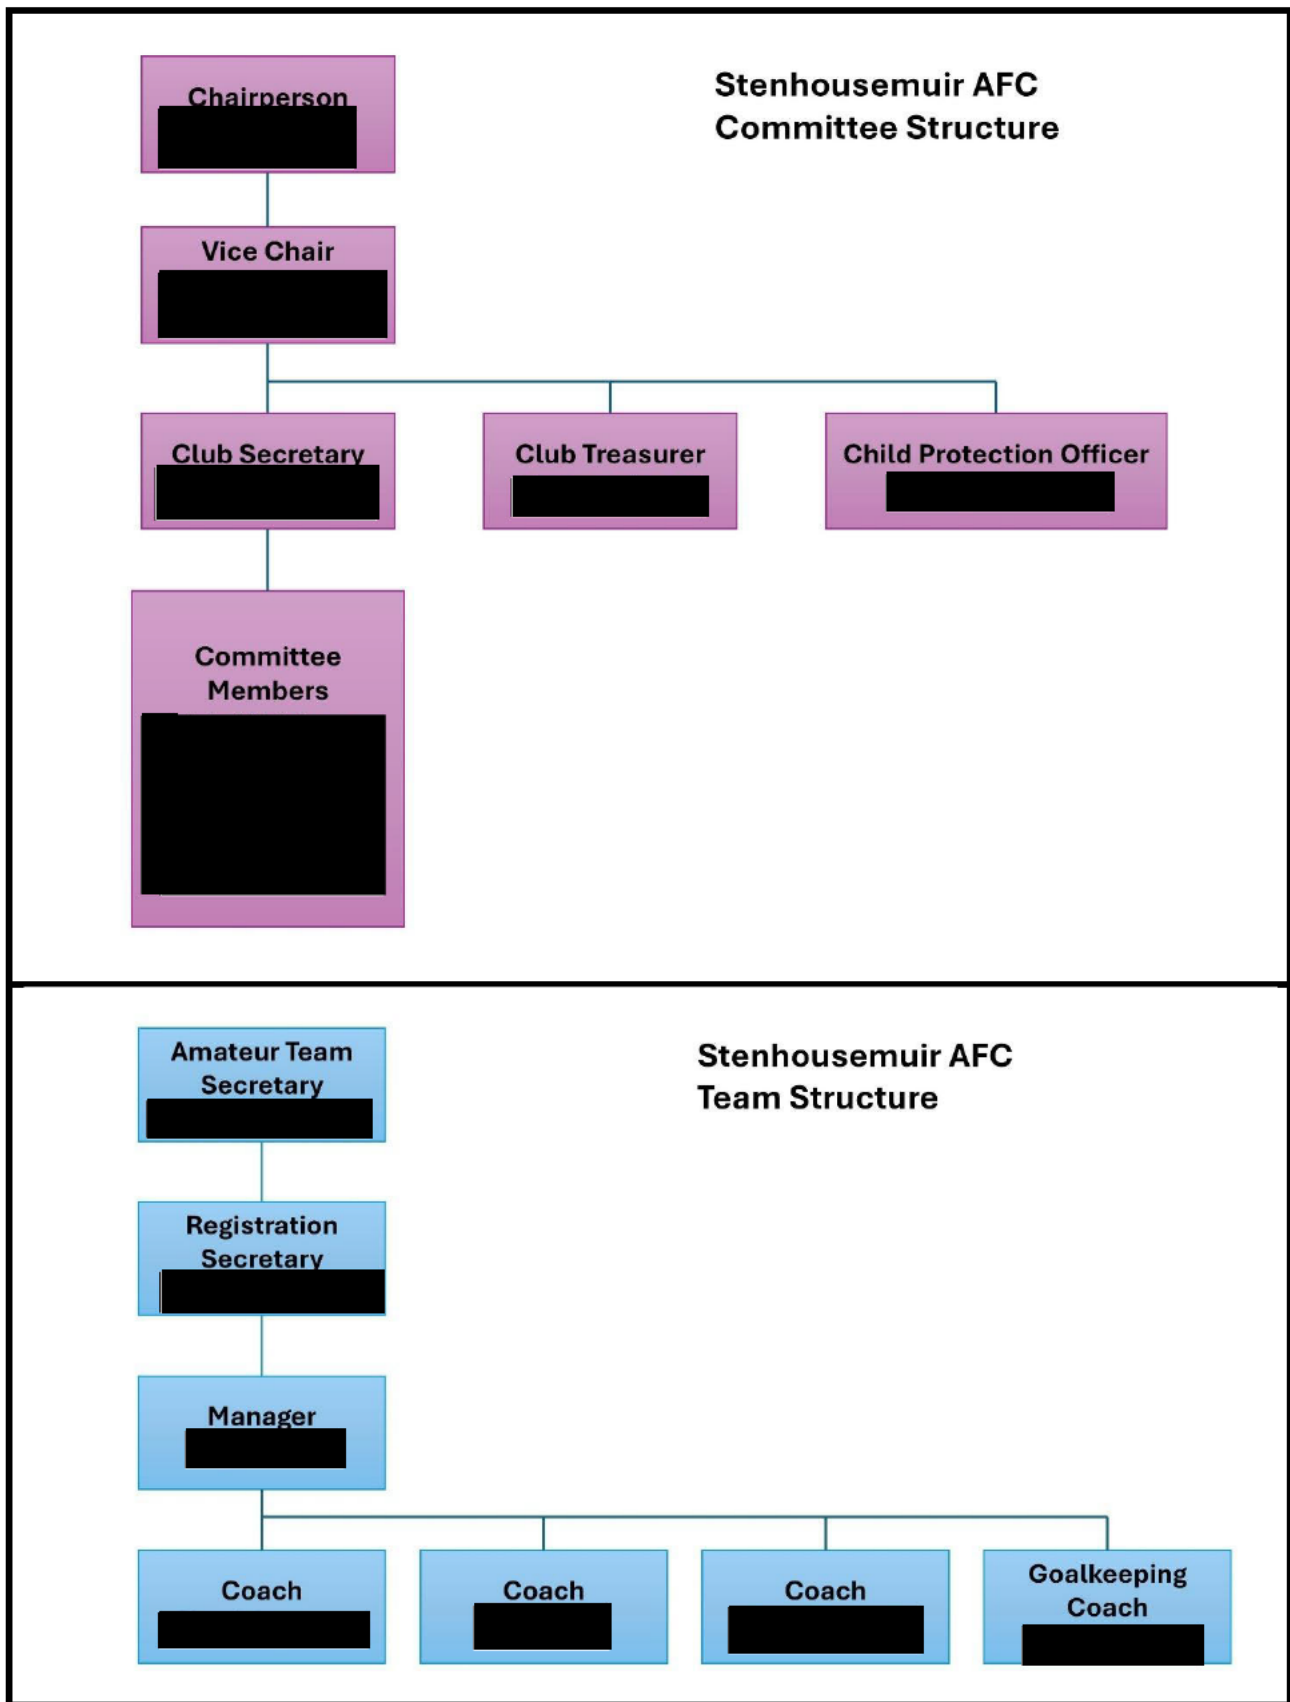 Stenhousemuir AFC
Committee Structure
Chairperson
Vice Chair
Club Secretary
Club Treasurer
Child Protection Officer
Committee
Members
Stenhousemuir AFC
Team Structure
Amateur Team
Secretary
Registration
Secretary
Manager
Coach
Coach
Coach
Goalkeeping
Coach